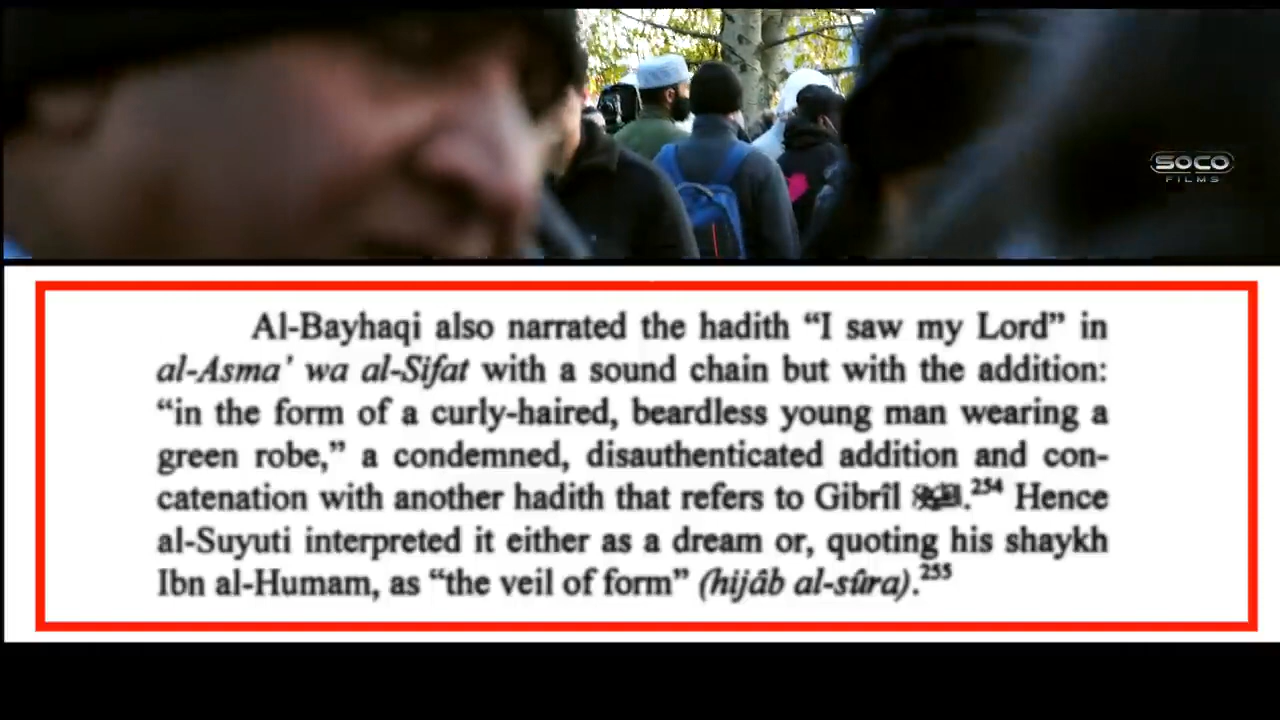 SOCO
FILMS
Al-Bayhaqi also narrated the hadith “I saw my Lord” in
al-Asma' wa al-Sifat with a sound chain but with the addition:
“in the form of a curly-haired, beardless young man wearing a
green robe,” a condemned, disauthenticated addition and con-
catenation with another hadith that refers to Gibrîl .254 Hence
al-Suyuti interpreted it either as a dream or, quoting his shaykh
Ibn al-Humam, as “the veil of form” (hijâb al-sûra).255